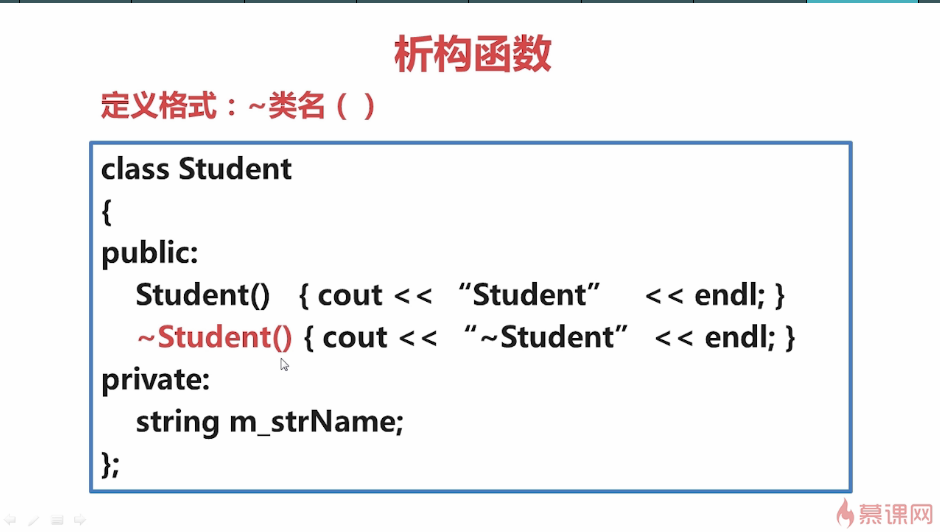 析构函数
定义格式：~类名（ ）
class Student
{
public:
Student() { cout << “Student” << endl; }
~Student() { cout << “~Student” << endl; }
private:
string m_strName;
};
慕课网